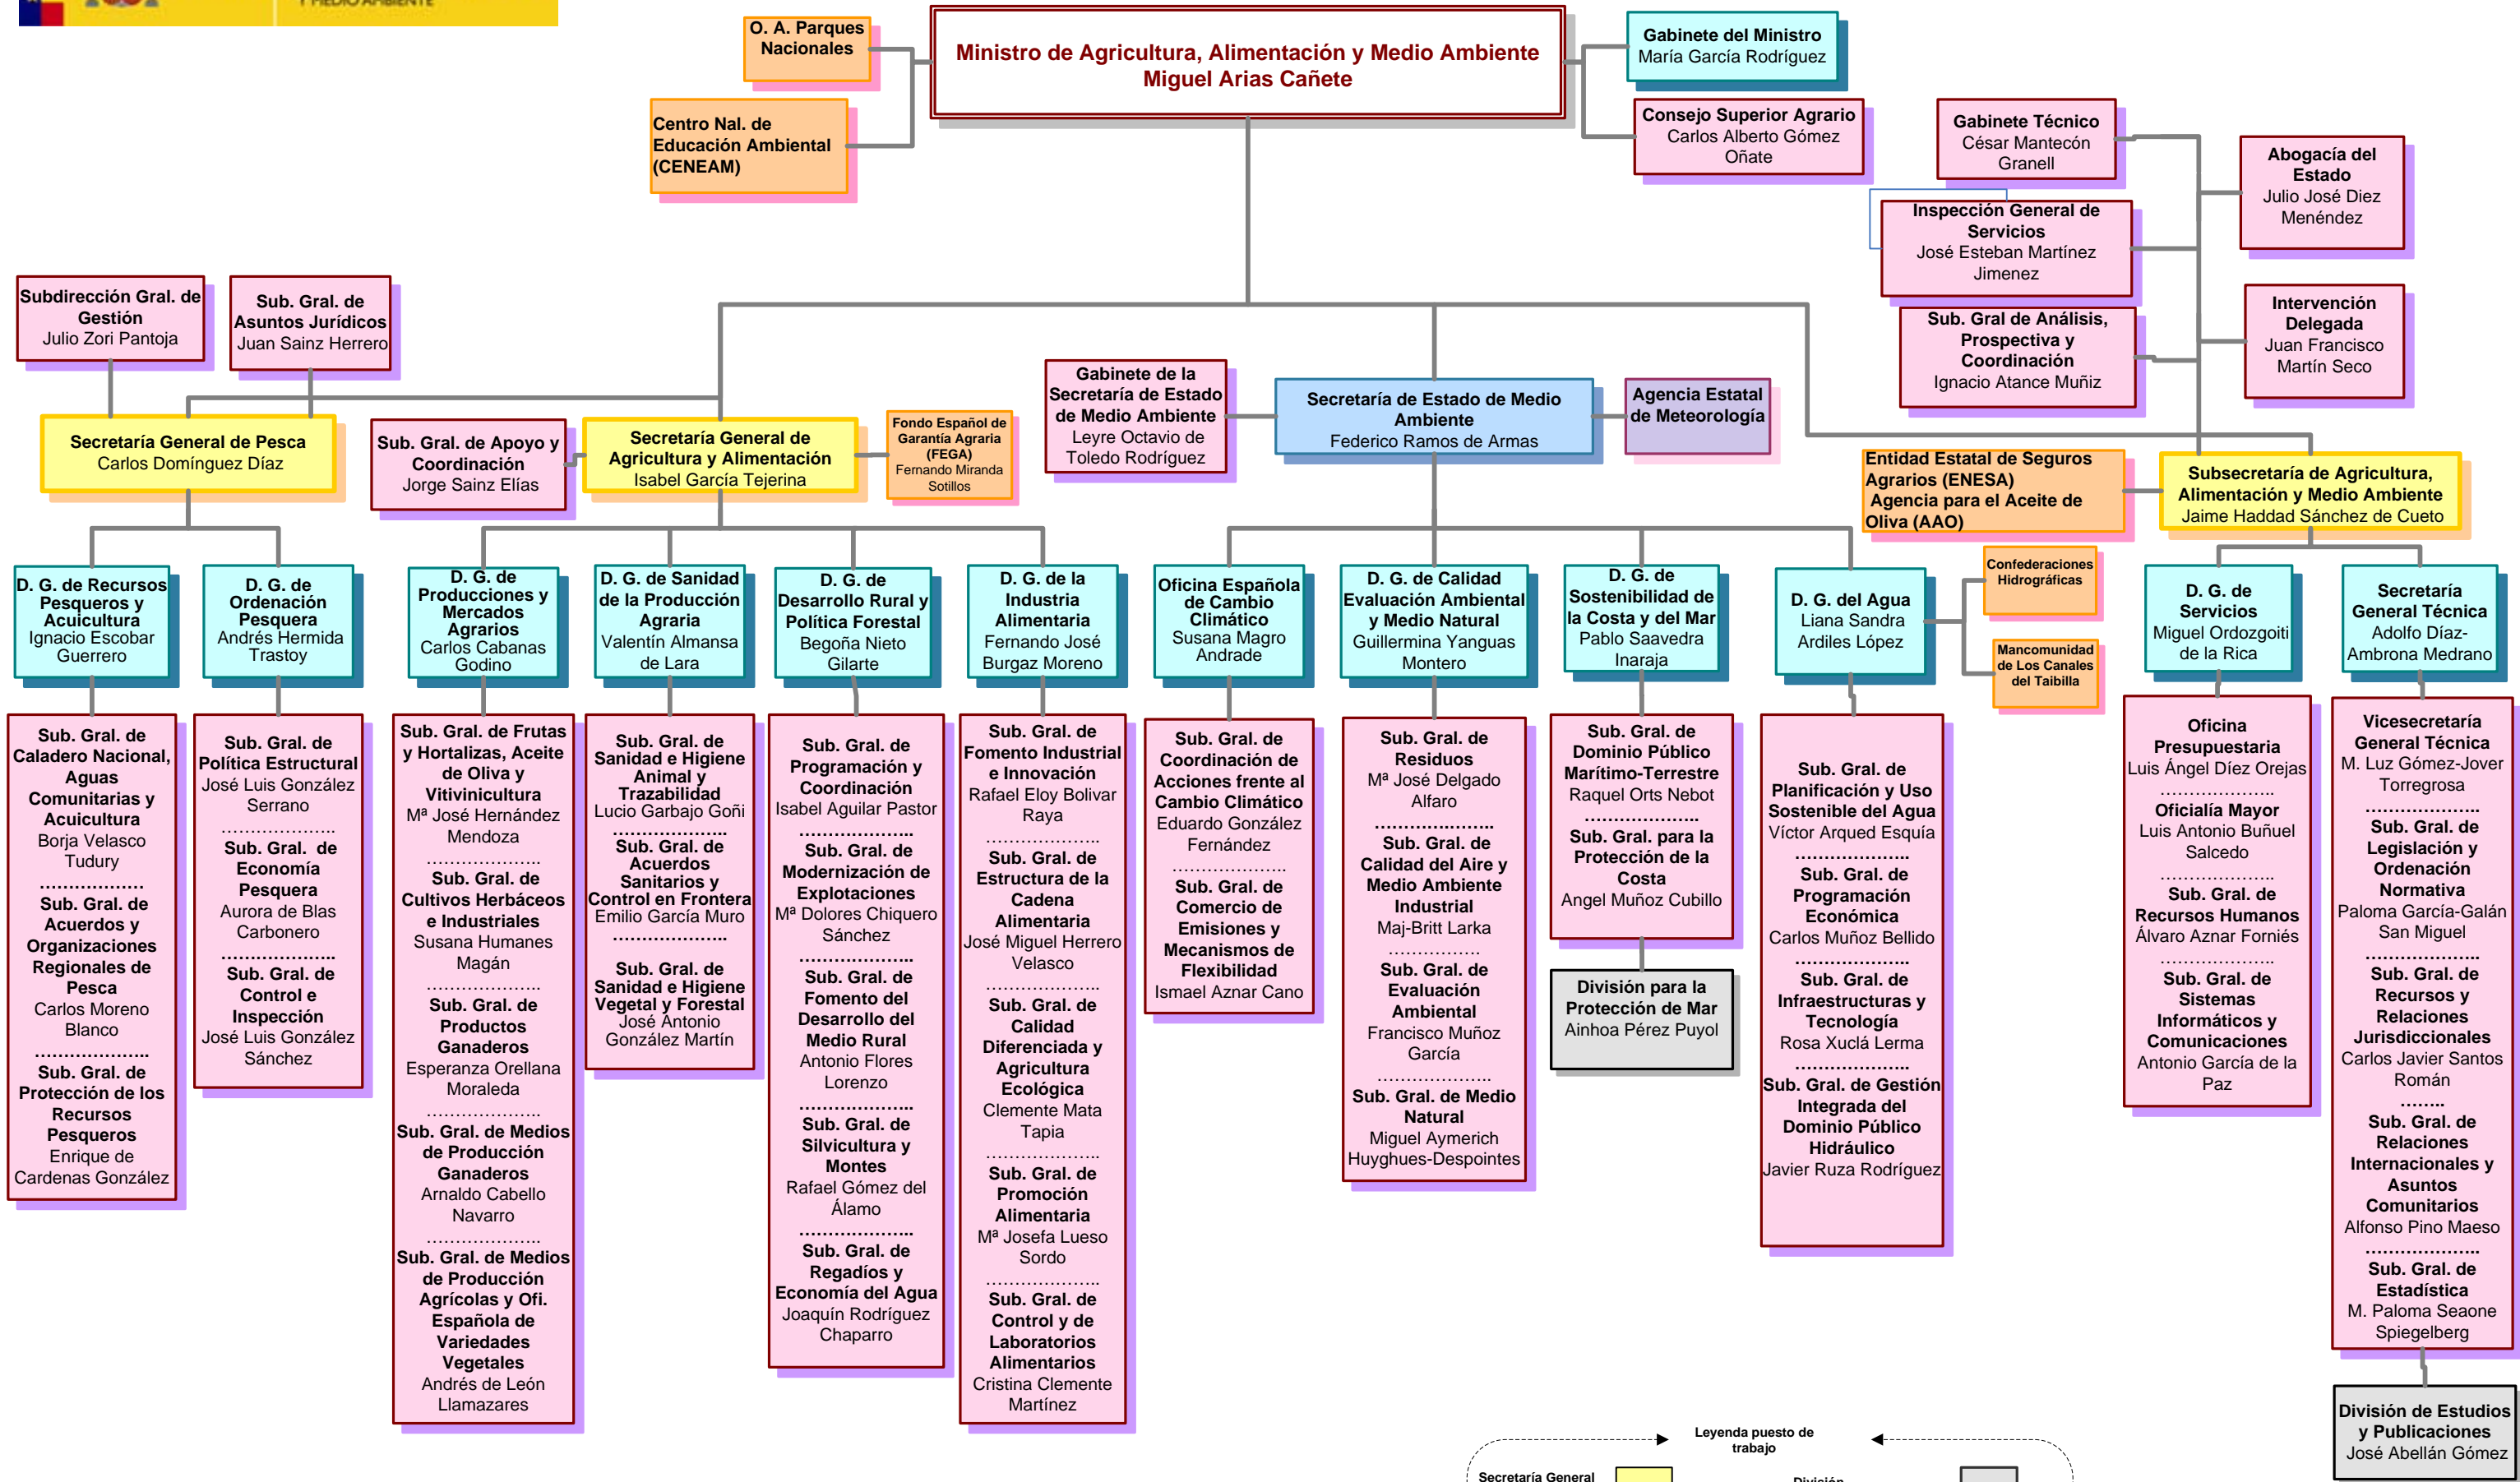 Y MEDIO AMBIENTE
O. A. Parques
Nacionales
Centro Nal. de
Educación Ambiental
(CENEAM)
Ministro de Agricultura, Alimentación y Medio Ambiente
Miguel Arias Cañete
Gabinete del Ministro
María García Rodríguez
Consejo Superior Agrario
Carlos Alberto Gómez
Oñate
Gabinete Técnico
César Mantecón
Granell
Abogacía del
Estado
Julio José Diez
Menéndez
Inspección General de
Servicios
José Esteban Martínez
Jimenez
Sub. Gral de Análisis,
Prospectiva y
Coordinación
Ignacio Atance Muñiz
Intervención
Delegada
Juan Francisco
Martín Seco
Subdirección Gral. de
Gestión
Julio Zori Pantoja
Sub. Gral. de
Asuntos Jurídicos
Juan Sainz Herrero
Secretaría General de Pesca
Carlos Domínguez Díaz
Sub. Gral. de Apoyo y
Coordinación
Jorge Sainz Elías
Secretaría General de
Agricultura y Alimentación
Isabel García Tejerina
Fondo Español de
Garantía Agraria
(FEGA)
Fernando Miranda
Sotillos
Gabinete de la
Secretaría de Estado
de Medio Ambiente
Leyre Octavio de
Toledo Rodríguez
Secretaría de Estado de Medio
Ambiente
Federico Ramos de Armas
Agencia Estatal
de Meteorología
Entidad Estatal de Seguros
Agrarios (ENESA)
Agencia para el Aceite de
Oliva (AAO)
Subsecretaría de Agricultura,
Alimentación y Medio Ambiente
Jaime Haddad Sánchez de Cueto
D. G. de Recursos
Pesqueros y
Acuicultura
Ignacio Escobar
Guerrero
D. G. de
Ordenación
Pesquera
Andrés Hermida
Trastoy
D. G. de
Producciones y
Mercados
Agrarios
Carlos Cabanas
Godino
D. G. de Sanidad
de la Producción
Agraria
Valentín Almansa
de Lara
D. G. de
Desarrollo Rural y
Política Forestal
Begoña Nieto
Gilarte
D. G. de la
Industria
Alimentaria
Fernando José
Burgaz Moreno
Oficina Española
de Cambio
Climático
Susana Magro
Andrade
D. G. de Calidad
Evaluación Ambiental
y Medio Natural
Guillermina Yanguas
Montero
D. G. de
Sostenibilidad de
la Costa y del Mar
Pablo Saavedra
Inaraja
D. G. del Agua
Liana Sandra
Ardiles López
Confederaciones
Hidrográficas
Mancomunidad
de Los Canales
del Taibilla
D. G. de
Servicios
Miguel Ordozgoiti
de la Rica
Secretaría
General Técnica
Adolfo Díaz-
Ambrona Medrano
Sub. Gral. de
Caladero Nacional,
Aguas
Comunitarias y
Acuicultura
Borja Velasco
Tudury
………………
Sub. Gral. de
Acuerdos y
Organizaciones
Regionales de
Pesca
Carlos Moreno
Blanco
………………..
Sub. Gral. de
Protección de los
Recursos
Pesqueros
Enrique de
Cardenas González
Sub. Gral. de
Política Estructural
José Luis González
Serrano
………………..
Sub. Gral. de
Economía
Pesquera
Aurora de Blas
Carbonero
………………..
Sub. Gral. de
Control e
Inspección
José Luis González
Sánchez
Sub. Gral. de Frutas
y Hortalizas, Aceite
de Oliva y
Vitivinicultura
Mª José Hernández
Mendoza
………………..
Sub. Gral. de
Cultivos Herbáceos
e Industriales
Susana Humanes
Magán
………………..
Sub. Gral. de
Productos
Ganaderos
Esperanza Orellana
Moraleda
………………..
Sub. Gral. de Medios
de Producción
Ganaderos
Arnaldo Cabello
Navarro
………………..
Sub. Gral. de Medios
de Producción
Agrícolas y Ofi.
Española de
Variedades
Vegetales
Andrés de León
Llamazares
Sub. Gral. de
Sanidad e Higiene
Animal y
Trazabilidad
Lucio Garbajo Goñi
………………..
Sub. Gral. de
Acuerdos
Sanitarios y
Control en Frontera
Emilio García Muro
………………..
Sub. Gral. de
Sanidad e Higiene
Vegetal y Forestal
José Antonio
González Martín
Sub. Gral. de
Programación y
Coordinación
Isabel Aguilar Pastor
………………..
Sub. Gral. de
Modernización de
Explotaciones
Mª Dolores Chiquero
Sánchez
………………..
Sub. Gral. de
Fomento del
Desarrollo del
Medio Rural
Antonio Flores
Lorenzo
………………..
Sub. Gral. de
Silvicultura y
Montes
Rafael Gómez del
Álamo
………………..
Sub. Gral. de
Regadíos y
Economía del Agua
Joaquín Rodríguez
Chaparro
Sub. Gral. de
Fomento Industrial
e Innovación
Rafael Eloy Bolivar
Raya
………………..
Sub. Gral. de
Estructura de la
Cadena
Alimentaria
José Miguel Herrero
Velasco
………………..
Sub. Gral. de
Calidad
Diferenciada y
Agricultura
Ecológica
Clemente Mata
Tapia
………………..
Sub. Gral. de
Promoción
Alimentaria
Mª Josefa Lueso
Sordo
………………..
Sub. Gral. de
Control y de
Laboratorios
Alimentarios
Cristina Clemente
Martínez
Sub. Gral. de
Coordinación de
Acciones frente al
Cambio Climático
Eduardo González
Fernández
………………..
Sub. Gral. de
Comercio de
Emisiones y
Mecanismos de
Flexibilidad
Ismael Aznar Cano
Sub. Gral. de
Residuos
Mª José Delgado
Alfaro
………………..
Sub. Gral. de
Calidad del Aire y
Medio Ambiente
Industrial
Maj-Britt Larka
…………….
Sub. Gral. de
Evaluación
Ambiental
Francisco Muñoz
García
………………..
Sub. Gral. de Medio
Natural
Miguel Aymerich
Huyghues-Despointes
Sub. Gral. de
Dominio Público
Marítimo-Terrestre
Raquel Orts Nebot
………………..
Sub. Gral. para la
Protección de la
Costa
Angel Muñoz Cubillo
División para la
Protección de Mar
Ainhoa Pérez Puyol
Sub. Gral. de
Planificación y Uso
Sostenible del Agua
Víctor Arqued Esquía
………………..
Sub. Gral. de
Programación
Económica
Carlos Muñoz Bellido
………………..
Sub. Gral. de
Infraestructuras y
Tecnología
Rosa Xuclá Lerma
………………..
Sub. Gral. de Gestión
Integrada del
Dominio Público
Hidráulico
Javier Ruza Rodríguez
Oficina
Presupuestaria
Luis Ángel Díez Orejas
………………..
Oficialía Mayor
Luis Antonio Buñuel
Salcedo
………………..
Sub. Gral. de
Recursos Humanos
Álvaro Aznar Forniés
………………..
Sub. Gral. de
Sistemas
Informáticos y
Comunicaciones
Antonio García de la
Paz
Vicesecretaría
General Técnica
M. Luz Gómez-Jover
Torregrosa
………………..
Sub. Gral. de
Legislación y
Ordenación
Normativa
Paloma García-Galán
San Miguel
………………..
Sub. Gral. de
Recursos y
Relaciones
Jurisdiccionales
Carlos Javier Santos
Román
……..
Sub. Gral. de
Relaciones
Internacionales y
Asuntos
Comunitarios
Alfonso Pino Maeso
………………..
Sub. Gral. de
Estadística
M. Paloma Seaone
Spiegelberg
División de Estudios
y Publicaciones
José Abellán Gómez
Leyenda puesto de
trabajo
Secretaría General
División